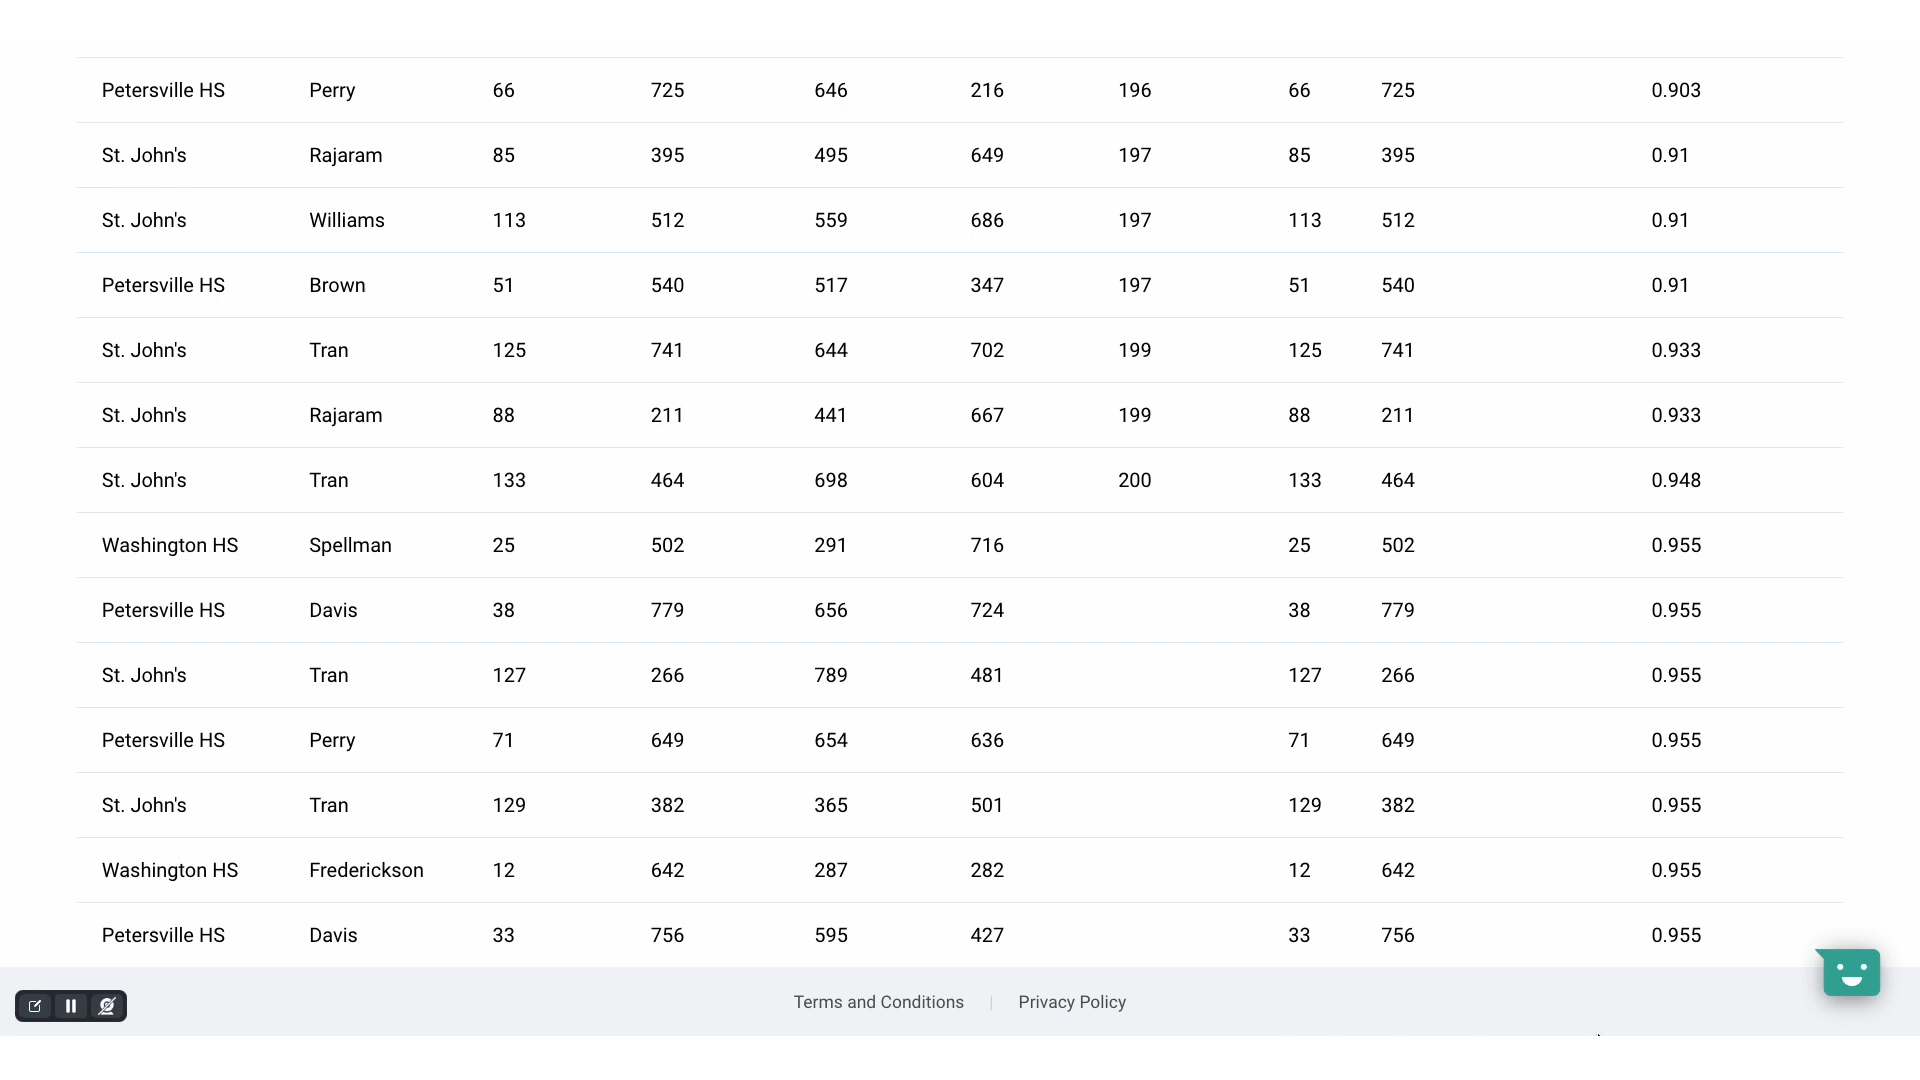 Petersville HS Perry 66 725 646 216 196 66 725 0.903
St. John's Rajaram 85 395 495 649 197 85 395 0.91
St. John's Williams 113 512 559 686 197 113 512 0.91
Petersville HS Brown 51 540 517 347 197 51 540 0.91
St. John's Tran 125 741 644 702 199 125 741 0.933
St. John's Rajaram 88 211 441 667 199 88 211 0.933
St. John's Tran 133 464 698 604 200 133 464 0.948
Washington HS Spellman 25 502 291 716 25 502 0.955
Petersville HS Davis 38 779 656 724 38 779 0.955
St. John's Tran 127 266 789 481 127 266 0.955
Petersville HS Perry 71 649 654 636 71 649 0.955
St. John's Tran 129 382 365 501 129 382 0.955
Washington HS Frederickson 12 642 287 282 12 642 0.955
Petersville HS Davis 33 756 595 427 33 756 0.955
Terms and Conditions | Privacy Policy